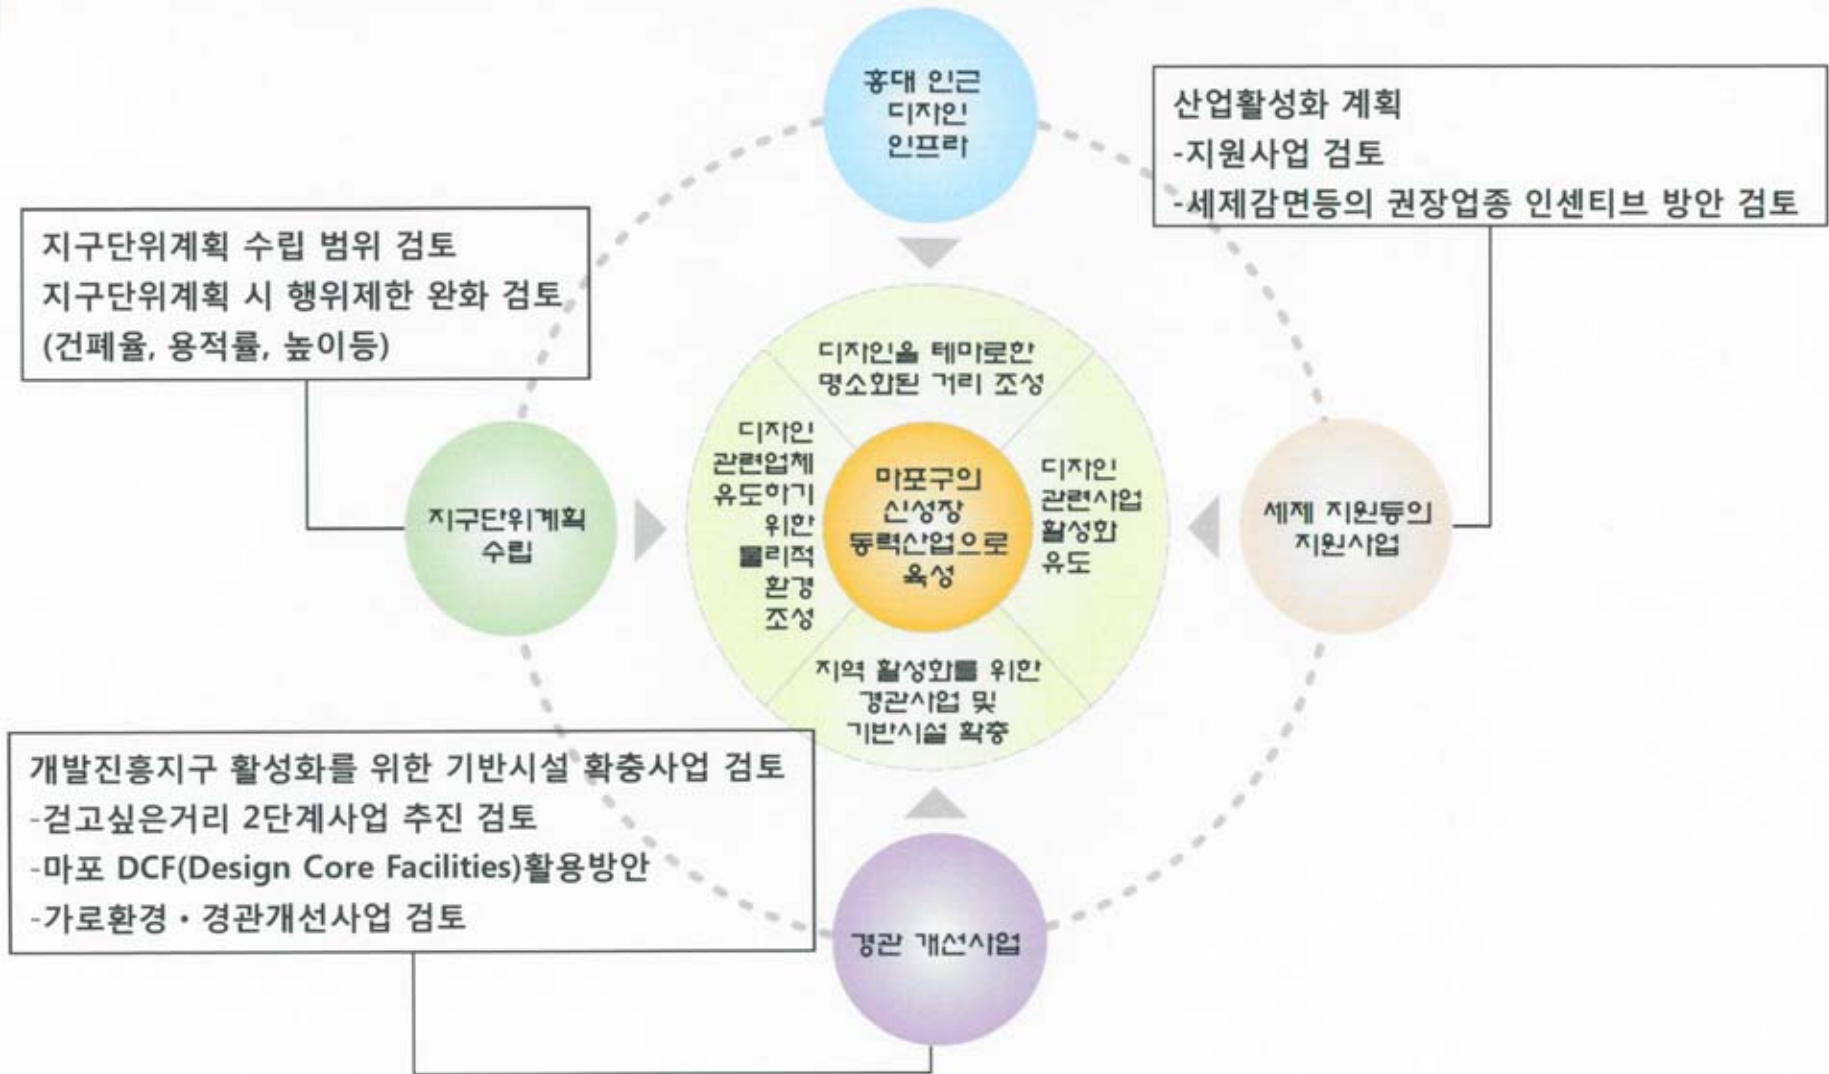 홍대 인근
디자인
인프라
산업활성화 계획
-지원사업 검토
-세제감면등의 권장업종 인센티브 방안 검토
지구단위계획 수립 범위 검토
지구단위계획 시 행위제한 완화 검토
(건폐율, 용적률, 높이등)
디자인을 테마로한
명소화된 거리 조성
디자인
관련업체
유도하기
위한
물리적
환경
조성
마포구의
신성장
동력산업으로
육성
디자인
관련사업
활성화
유도
지구단위계획
수립
세제 지원등의
지원사업
지역 활성화를 위한
경관사업 및
기반시설 확충
개발진흥지구 활성화를 위한 기반시설 확충사업 검토
-걷고싶은거리 2단계사업 추진 검토
-마포 DCF(Design Core Facilities)활용방안
-가로환경・경관개선사업 검토
경관 개선사업